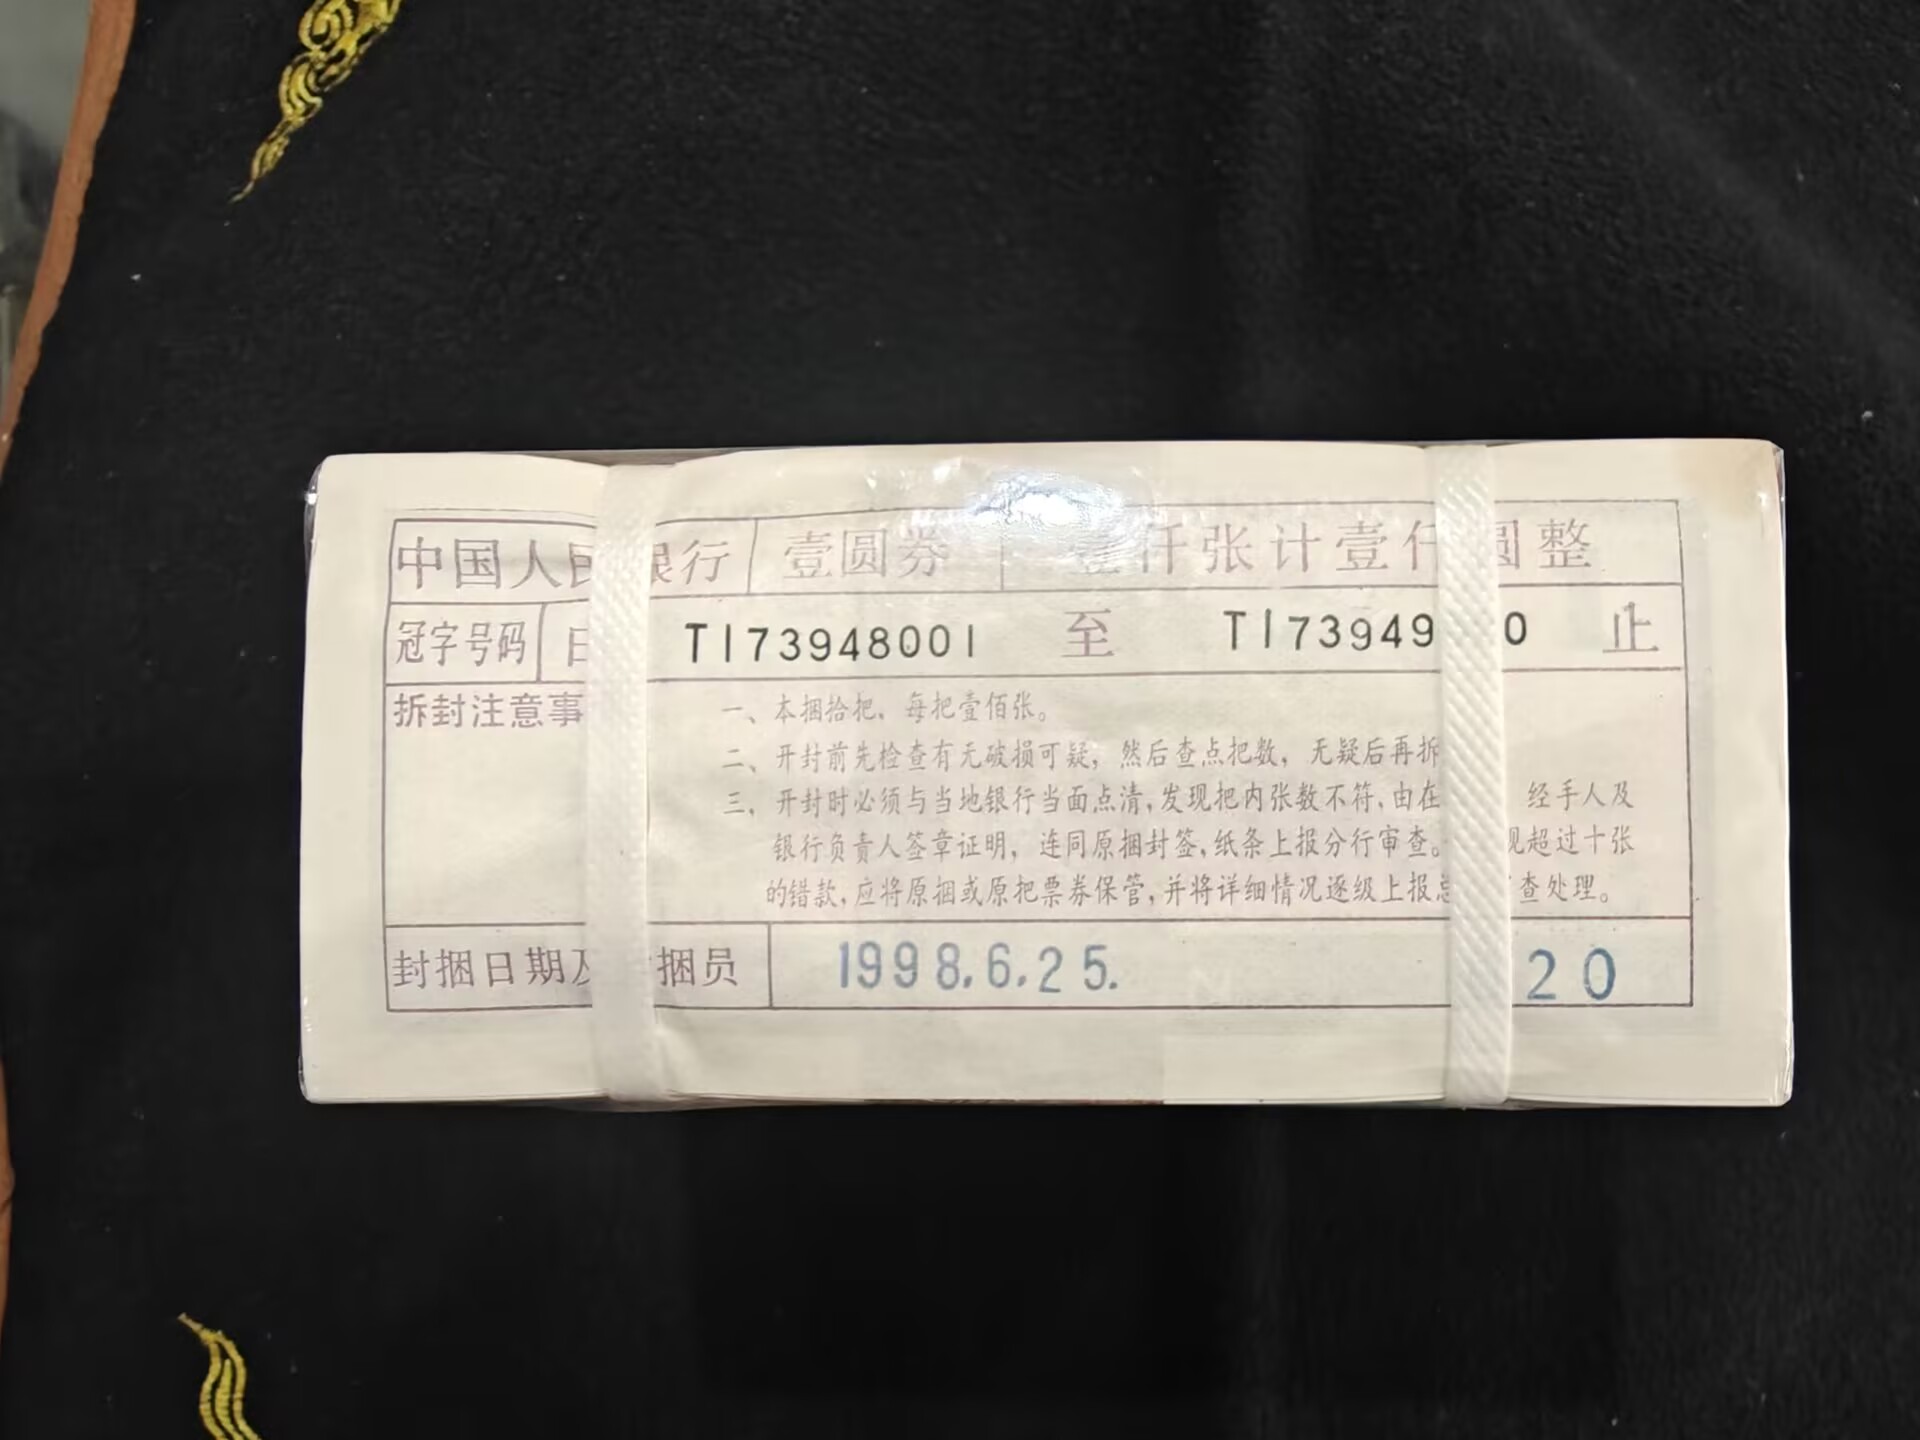 中国人民银行 壹圆券 仟张计壹仟圆整
冠字号码 TI73948001 至 TI73949 0 止
拆封注意事
一、本捆拾把、每把壹佰张。
二、开封前先检查有无破损可疑；然后查点把数，无疑后再拆
三、开封时必须与当地银行当面点清，发现把内张数不符，由在 经手人及
银行负责人签章证明，连同原捆封签，纸条上报分行审查。 现超过十张
的错款，应将原捆或原把票券保管，并将详细情况逐级上报总 查处理。
封捆日期及 捆员 1998.6.25. 20